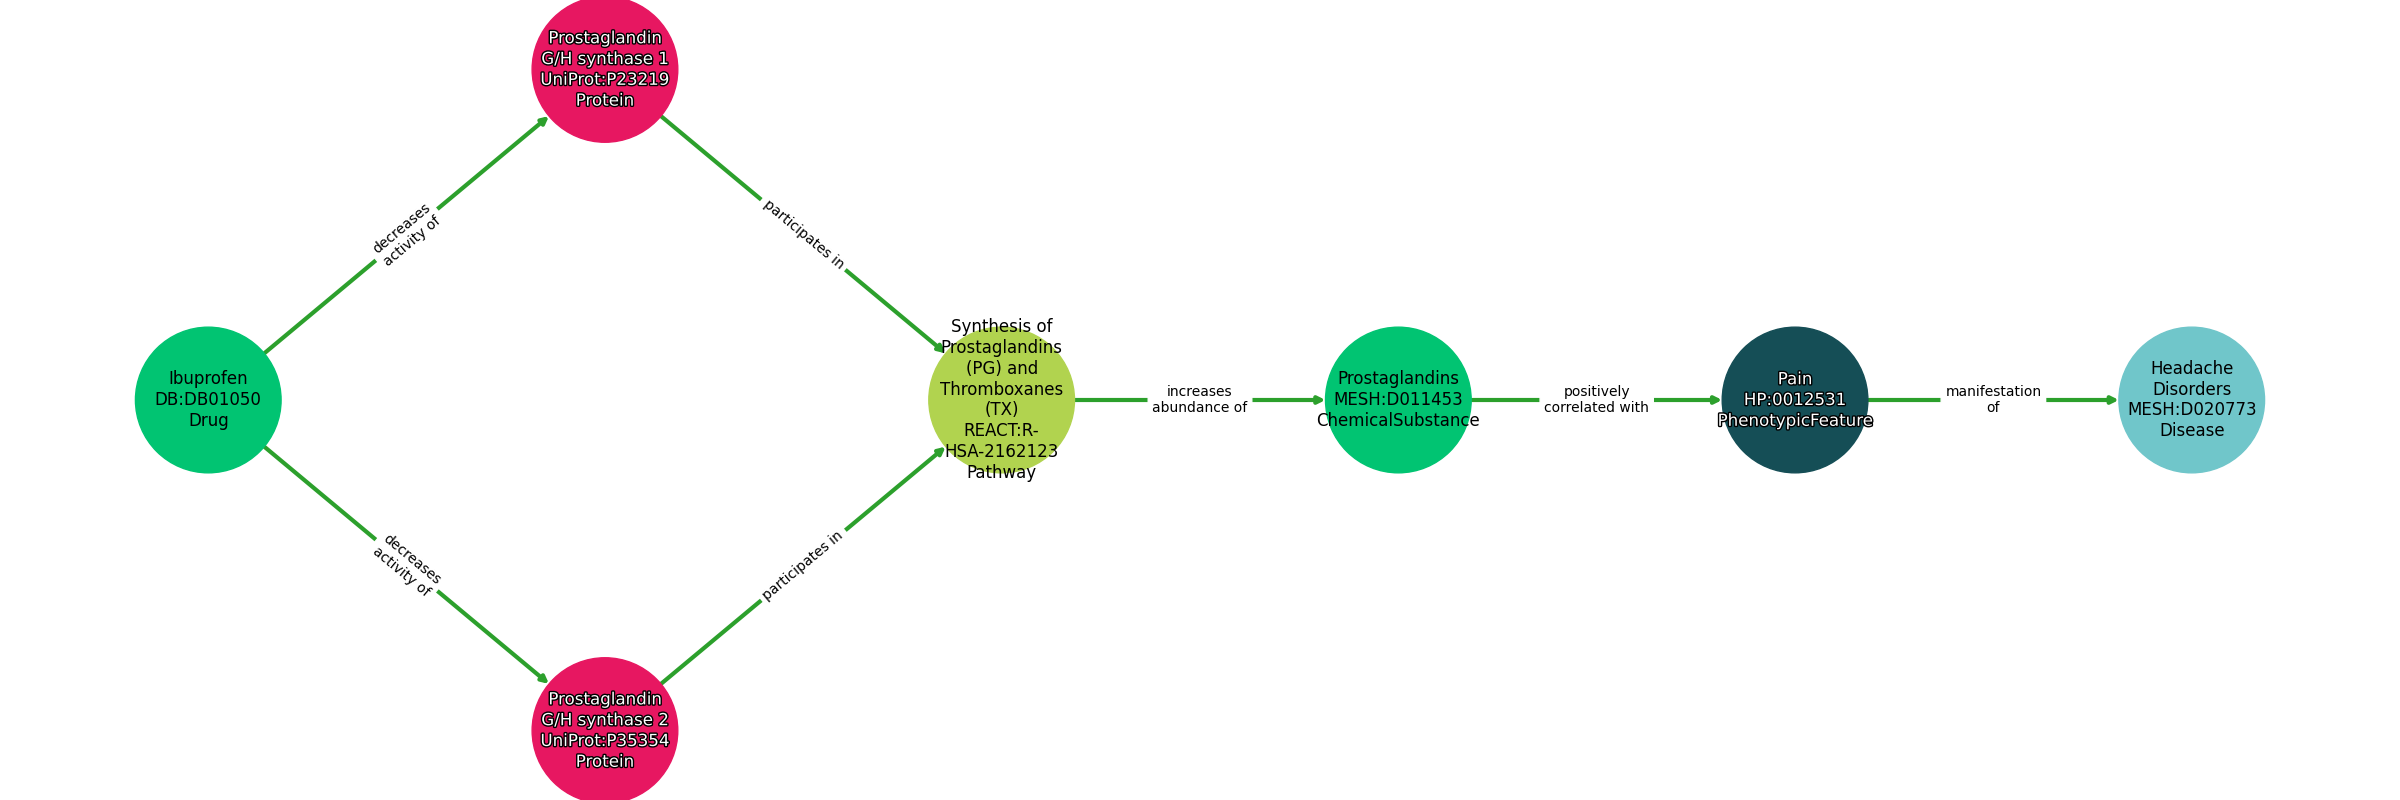 Prostaglandin
G/H synthase 1
UniProt:P23219
Protein
decreases
activity of
participates in
Ibuprofen
DB:DB01050
Drug
Synthesis of
Prostaglandins
(PG) and
Thromboxanes
(TX)
REACT:R-
HSA-2162123
Pathway
increases
abundance of
Prostaglandins
MESH:D011453
ChemicalSubstance
positively
correlated with
Pain
HP:0012531
PhenotypicFeature
manifestation
of
Headache
Disorders
MESH:D020773
Disease
decreases
activity of
participates in
Prostaglandin
G/H synthase 2
UniProt:P35354
Protein